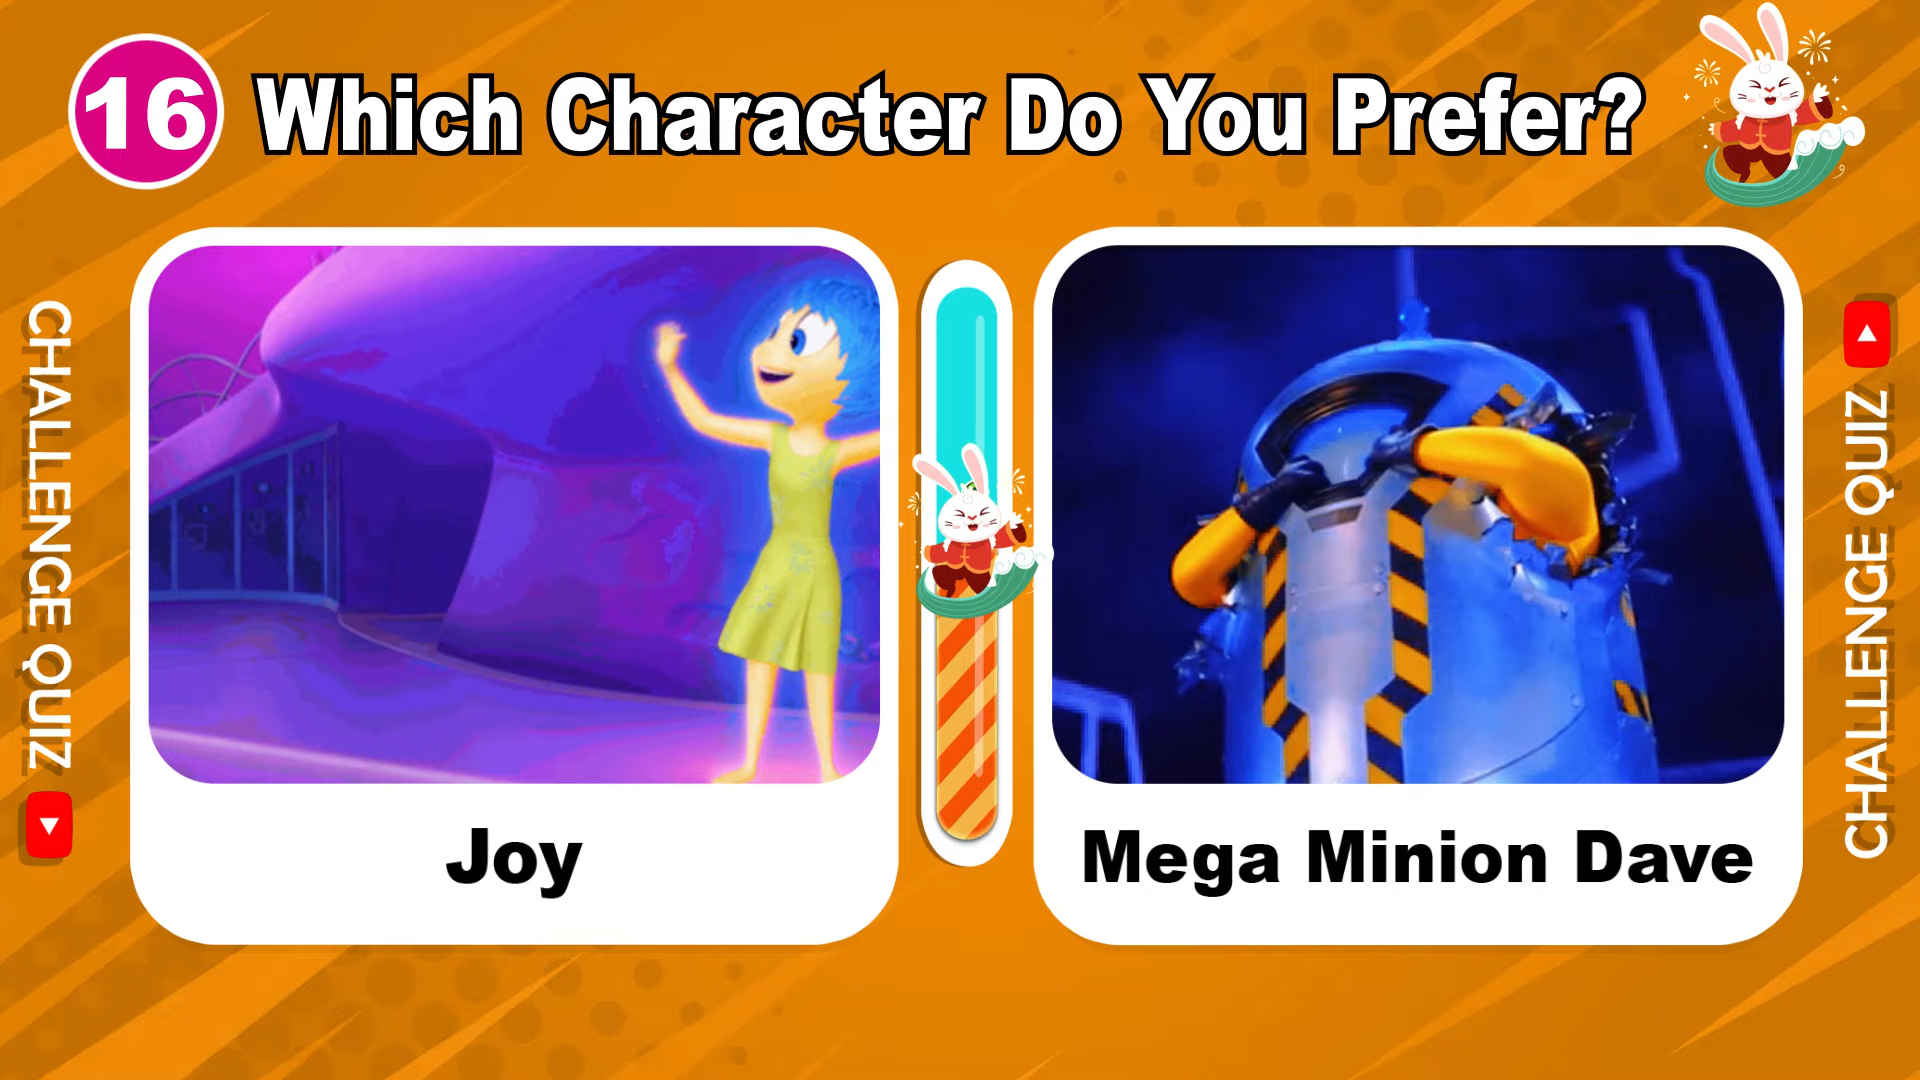 16
Which Character Do You Prefer?
CHALLENGE QUIZ
Joy
Mega Minion Dave
CHALLENGE QUIZ